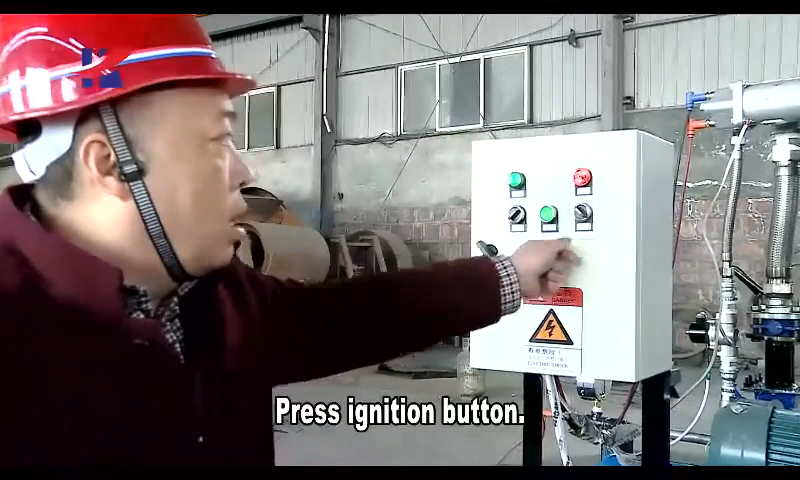 DANGER
有电危险
ELECTRIC SHOCK
Press ignition button.